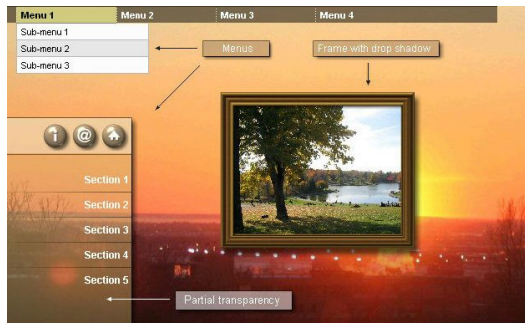 Menu 1 Menu 2 Menu 3 Menu 4
Sub-menu 1
Sub-menu 2
Sub-menu 3
Menus
Frame with drop shadow
i @
Section 1
Section 2
Section 3
Section 4
Section 5
Partial transparency